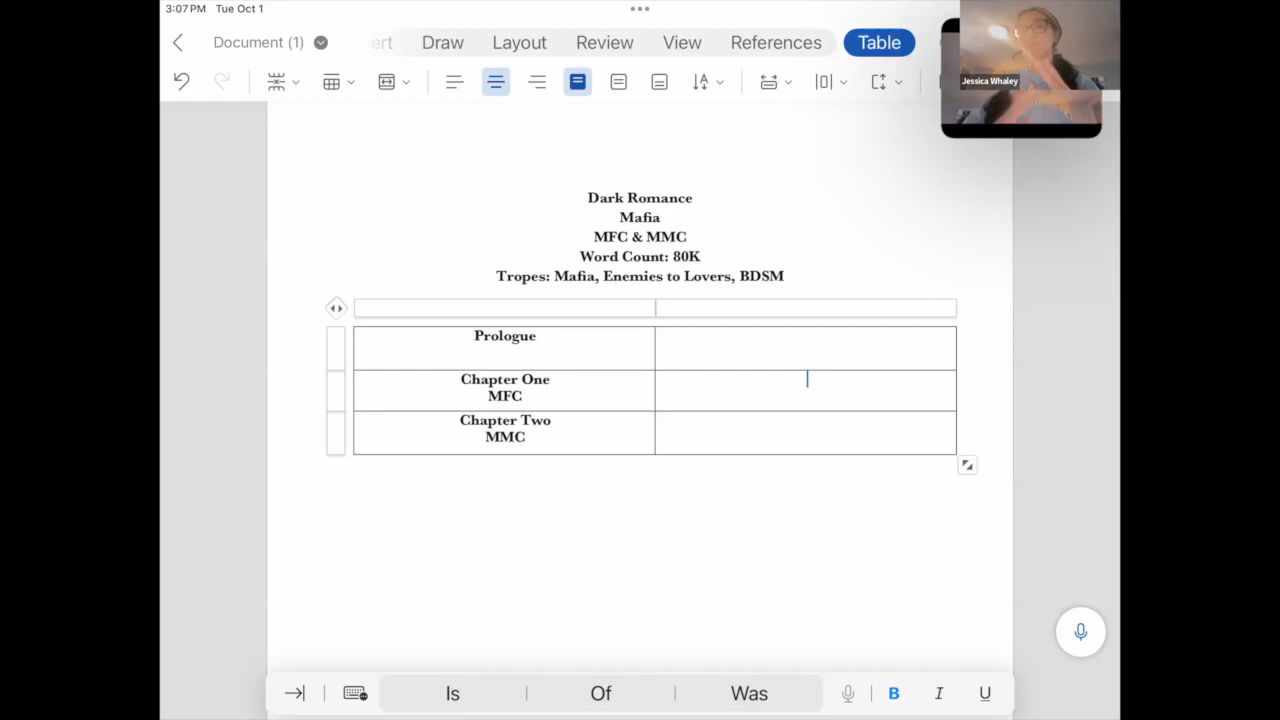 3:07 PM Tue Oct 1
Document (1)
ert Draw Layout Review View References Table
Jessica Whaley
Dark Romance
Mafia
MFC & MMC
Word Count: 80K
Tropes: Mafia, Enemies to Lovers, BDSM
Prologue
Chapter One
MFC
Chapter Two
MMC
Is Of Was B I U